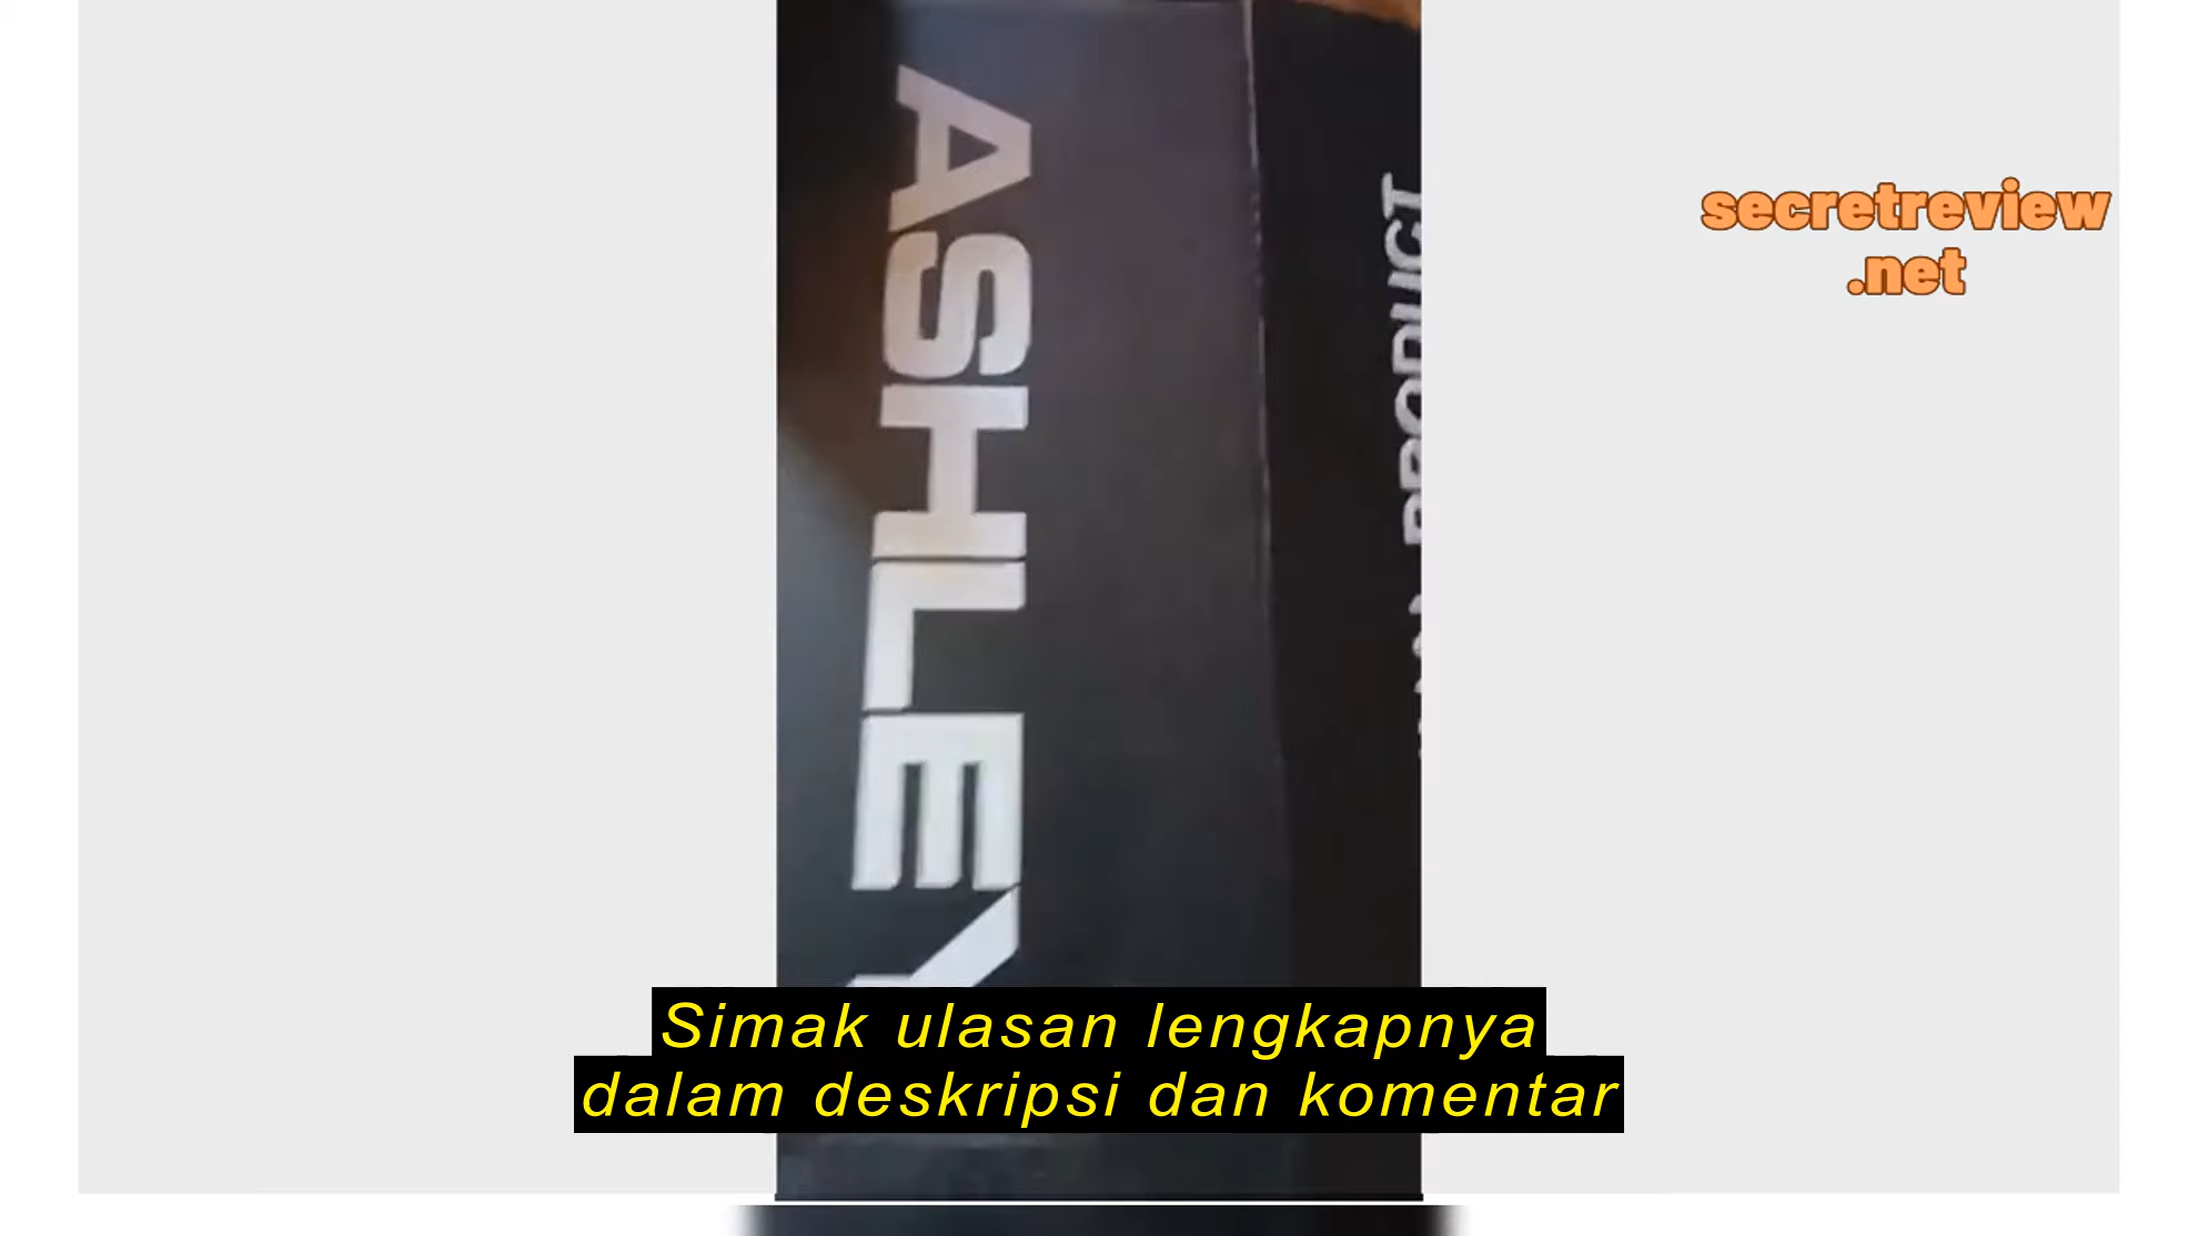 ASHLEY
PRODUCT
secretreview
.net
Simak ulasan lengkapnya
dalam deskripsi dan komentar